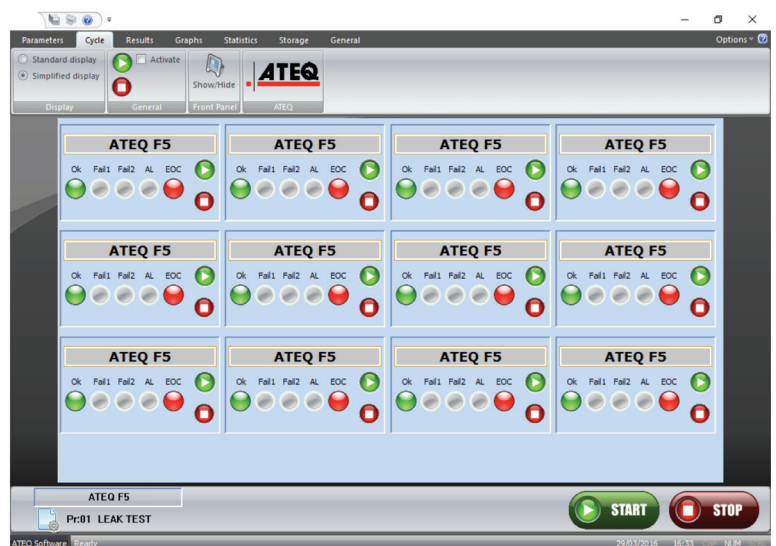 Parameters Cycle Results Graphs Statistics Storage General Options
Standard display Activate
Simplified display
Show/Hide
ATEQ
Display General Front Panel ATEQ
ATEQ F5 ATEQ F5 ATEQ F5 ATEQ F5
Ok Fail1 Fail2 AL EOC Ok Fail1 Fail2 AL EOC Ok Fail1 Fail2 AL EOC Ok Fail1 Fail2 AL EOC
ATEQ F5 ATEQ F5 ATEQ F5 ATEQ F5
Ok Fail1 Fail2 AL EOC Ok Fail1 Fail2 AL EOC Ok Fail1 Fail2 AL EOC Ok Fail1 Fail2 AL EOC
ATEQ F5 ATEQ F5 ATEQ F5 ATEQ F5
Ok Fail1 Fail2 AL EOC Ok Fail1 Fail2 AL EOC Ok Fail1 Fail2 AL EOC Ok Fail1 Fail2 AL EOC
ATEQ F5
Pr:01 LEAK TEST START STOP
ATEQ Software Ready 29/03/2016 16:33 NUM